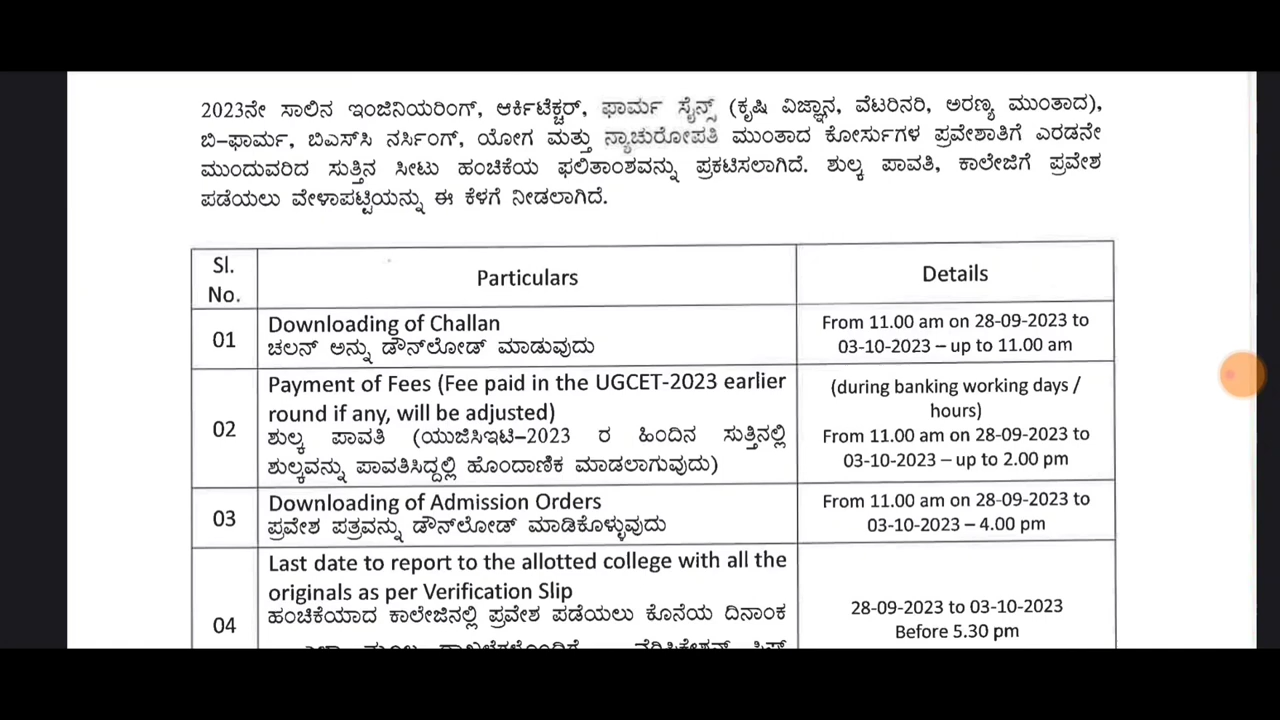 2023ನೇ ಸಾಲಿನ ಇಂಜಿನಿಯರಿಂಗ್, ಆರ್ಕಿಟೆಕ್ಚರ್, ಫಾರ್ಮ ಸೈನ್ಸ್ (ಕೃಷಿ ವಿಜ್ಞಾನ, ವೆಟರಿನರಿ, ಅರಣ್ಯ ಮುಂತಾದ),
ಬಿ–ಫಾರ್ಮ, ಬಿಎಸ್‌ಸಿ ನರ್ಸಿಂಗ್, ಯೋಗ ಮತ್ತು ನ್ಯಾಚುರೋಪತಿ ಮುಂತಾದ ಕೋರ್ಸುಗಳ ಪ್ರವೇಶಾತಿಗೆ ಎರಡನೇ
ಮುಂದುವರಿದ ಸುತ್ತಿನ ಸೀಟು ಹಂಚಿಕೆಯ ಫಲಿತಾಂಶವನ್ನು ಪ್ರಕಟಿಸಲಾಗಿದೆ. ಶುಲ್ಕ ಪಾವತಿ, ಕಾಲೇಜಿಗೆ ಪ್ರವೇಶ
ಪಡೆಯಲು ವೇಳಾಪಟ್ಟಿಯನ್ನು ಈ ಕೆಳಗೆ ನೀಡಲಾಗಿದೆ.
Sl. No.
Particulars
Details
01
Downloading of Challan
ಚಲನ್ ಅನ್ನು ಡೌನ್‌ಲೋಡ್ ಮಾಡುವುದು
From 11.00 am on 28-09-2023 to
03-10-2023 – up to 11.00 am
02
Payment of Fees (Fee paid in the UGCET-2023 earlier
round if any, will be adjusted)
ಶುಲ್ಕ ಪಾವತಿ (ಯುಜಿಸಿಇಟಿ–2023 ರ ಹಿಂದಿನ ಸುತ್ತಿನಲ್ಲಿ
ಶುಲ್ಕವನ್ನು ಪಾವತಿಸಿದ್ದಲ್ಲಿ ಹೊಂದಾಣಿಕ ಮಾಡಲಾಗುವುದು)
(during banking working days /
hours)
From 11.00 am on 28-09-2023 to
03-10-2023 – up to 2.00 pm
03
Downloading of Admission Orders
ಪ್ರವೇಶ ಪತ್ರವನ್ನು ಡೌನ್‌ಲೋಡ್ ಮಾಡಿಕೊಳ್ಳುವುದು
From 11.00 am on 28-09-2023 to
03-10-2023 – 4.00 pm
04
Last date to report to the allotted college with all the
originals as per Verification Slip
ಹಂಚಿಕೆಯಾದ ಕಾಲೇಜಿನಲ್ಲಿ ಪ್ರವೇಶ ಪಡೆಯಲು ಕೊನೆಯ ದಿನಾಂಕ
28-09-2023 to 03-10-2023
Before 5.30 pm